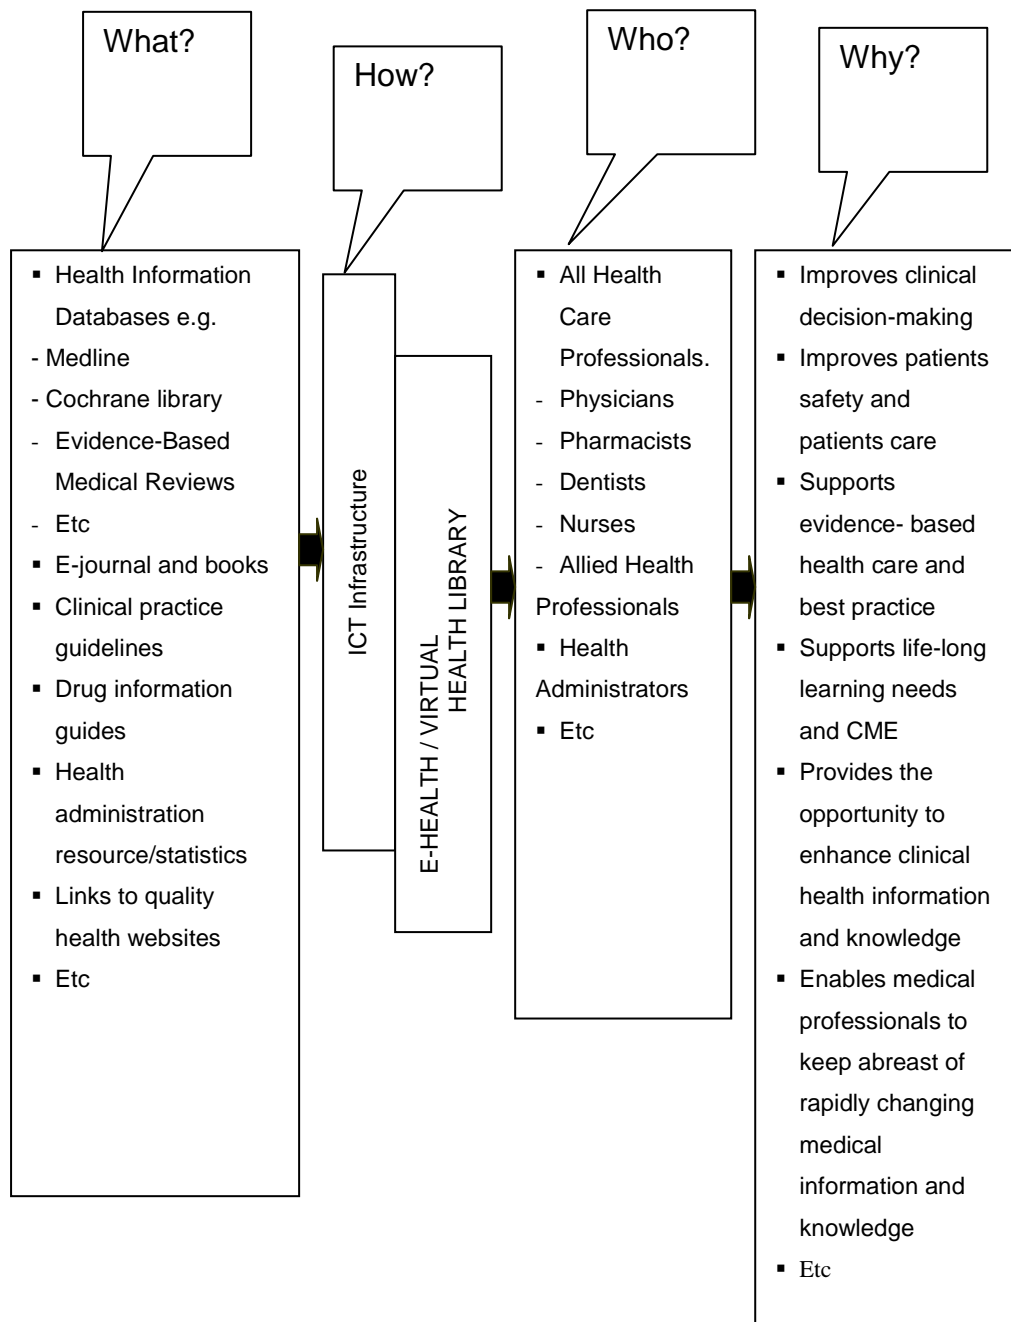 What?
How?
Who?
Why?
▪ Health Information
Databases e.g.
- Medline
- Cochrane library
- Evidence-Based
Medical Reviews
- Etc
▪ E-journal and books
▪ Clinical practice
guidelines
▪ Drug information
guides
▪ Health
administration
resource/statistics
▪ Links to quality
health websites
▪ Etc
ICT Infrastructure
E-HEALTH / VIRTUAL
HEALTH LIBRARY
▪ All Health
Care
Professionals.
- Physicians
- Pharmacists
- Dentists
- Nurses
- Allied Health
Professionals
▪ Health
Administrators
▪ Etc
▪ Improves clinical
decision-making
▪ Improves patients
safety and
patients care
▪ Supports
evidence- based
health care and
best practice
▪ Supports life-long
learning needs
and CME
▪ Provides the
opportunity to
enhance clinical
health information
and knowledge
▪ Enables medical
professionals to
keep abreast of
rapidly changing
medical
information and
knowledge
▪ Etc